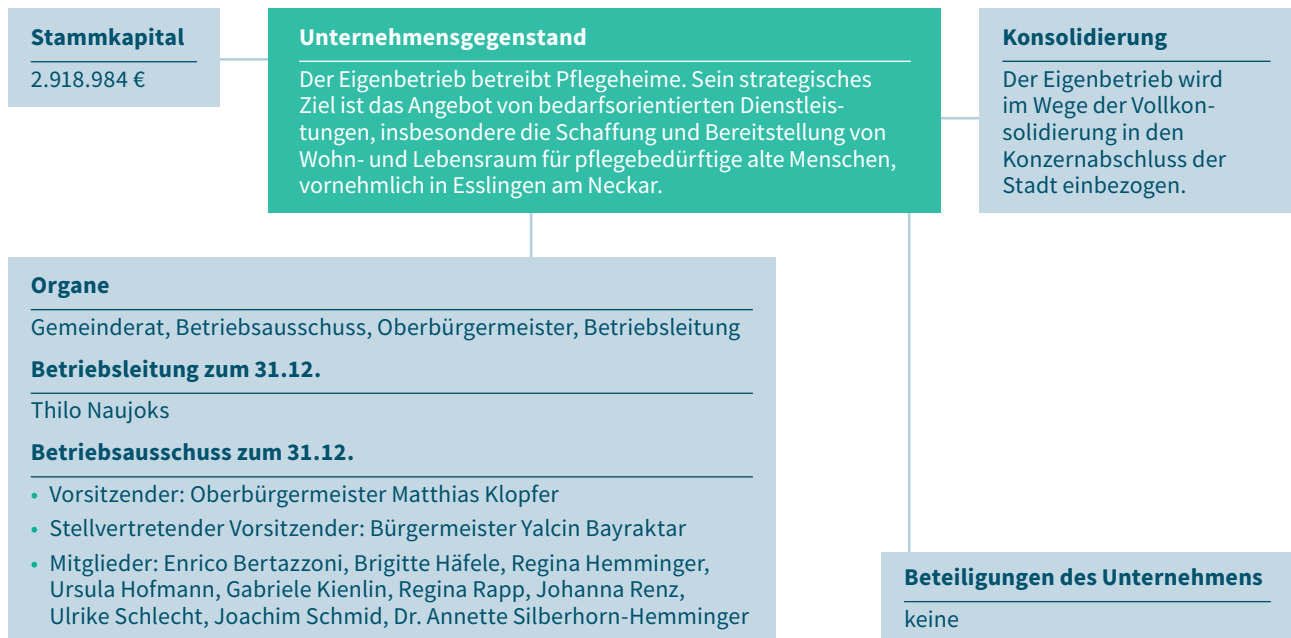 Stammkapital
2.918.984 €
Unternehmensgegenstand
Der Eigenbetrieb betreibt Pflegeheime. Sein strategisches
Ziel ist das Angebot von bedarfsorientierten Dienstleis-
tungen, insbesondere die Schaffung und Bereitstellung von
Wohn- und Lebensraum für pflegebedürftige alte Menschen,
vornehmlich in Esslingen am Neckar.
Konsolidierung
Der Eigenbetrieb wird
im Wege der Vollkon-
solidierung in den
Konzernabschluss der
Stadt einbezogen.
Organe
Gemeinderat, Betriebsausschuss, Oberbürgermeister, Betriebsleitung
Betriebsleitung zum 31.12.
Thilo Naujoks
Betriebsausschuss zum 31.12.
• Vorsitzender: Oberbürgermeister Matthias Klopfer
• Stellvertretender Vorsitzender: Bürgermeister Yalcin Bayraktar
• Mitglieder: Enrico Bertazzoni, Brigitte Häfele, Regina Hemminger,
Ursula Hofmann, Gabriele Kienlin, Regina Rapp, Johanna Renz,
Ulrike Schlecht, Joachim Schmid, Dr. Annette Silberhorn-Hemminger
Beteiligungen des Unternehmens
keine